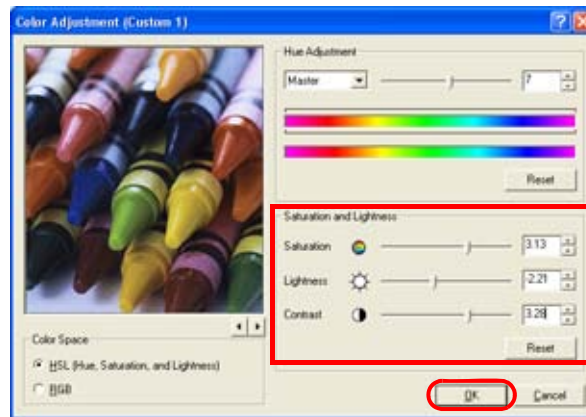 Color Adjustment (Custom 1)
Hue Adjustment
Master
7
Reset
Saturation and Lightness
Saturation
3.13
Lightness
-2.21
Contrast
3.28
Reset
Color Space
HSL (Hue, Saturation, and Lightness)
RGB
OK
Cancel